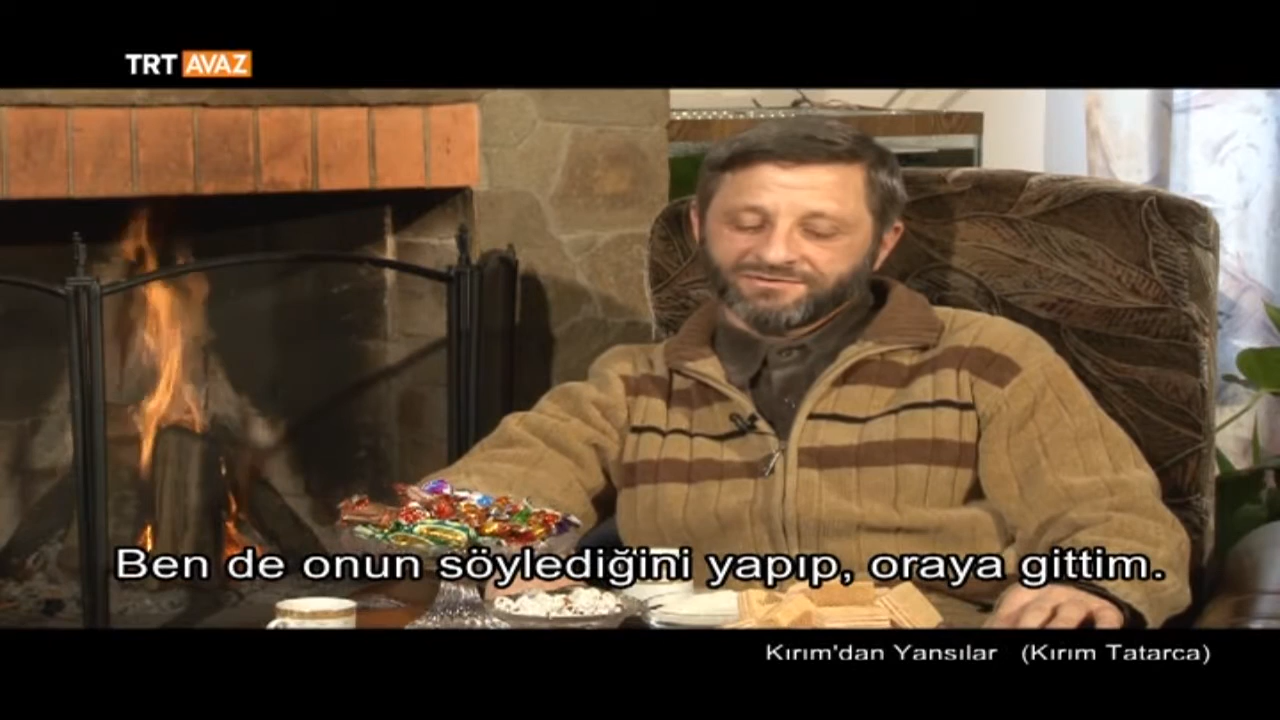 TRT AVAZ
Ben de onun söylediğini yapıp, oraya gittim.
Kırım'dan Yansılar (Kırım Tatarca)